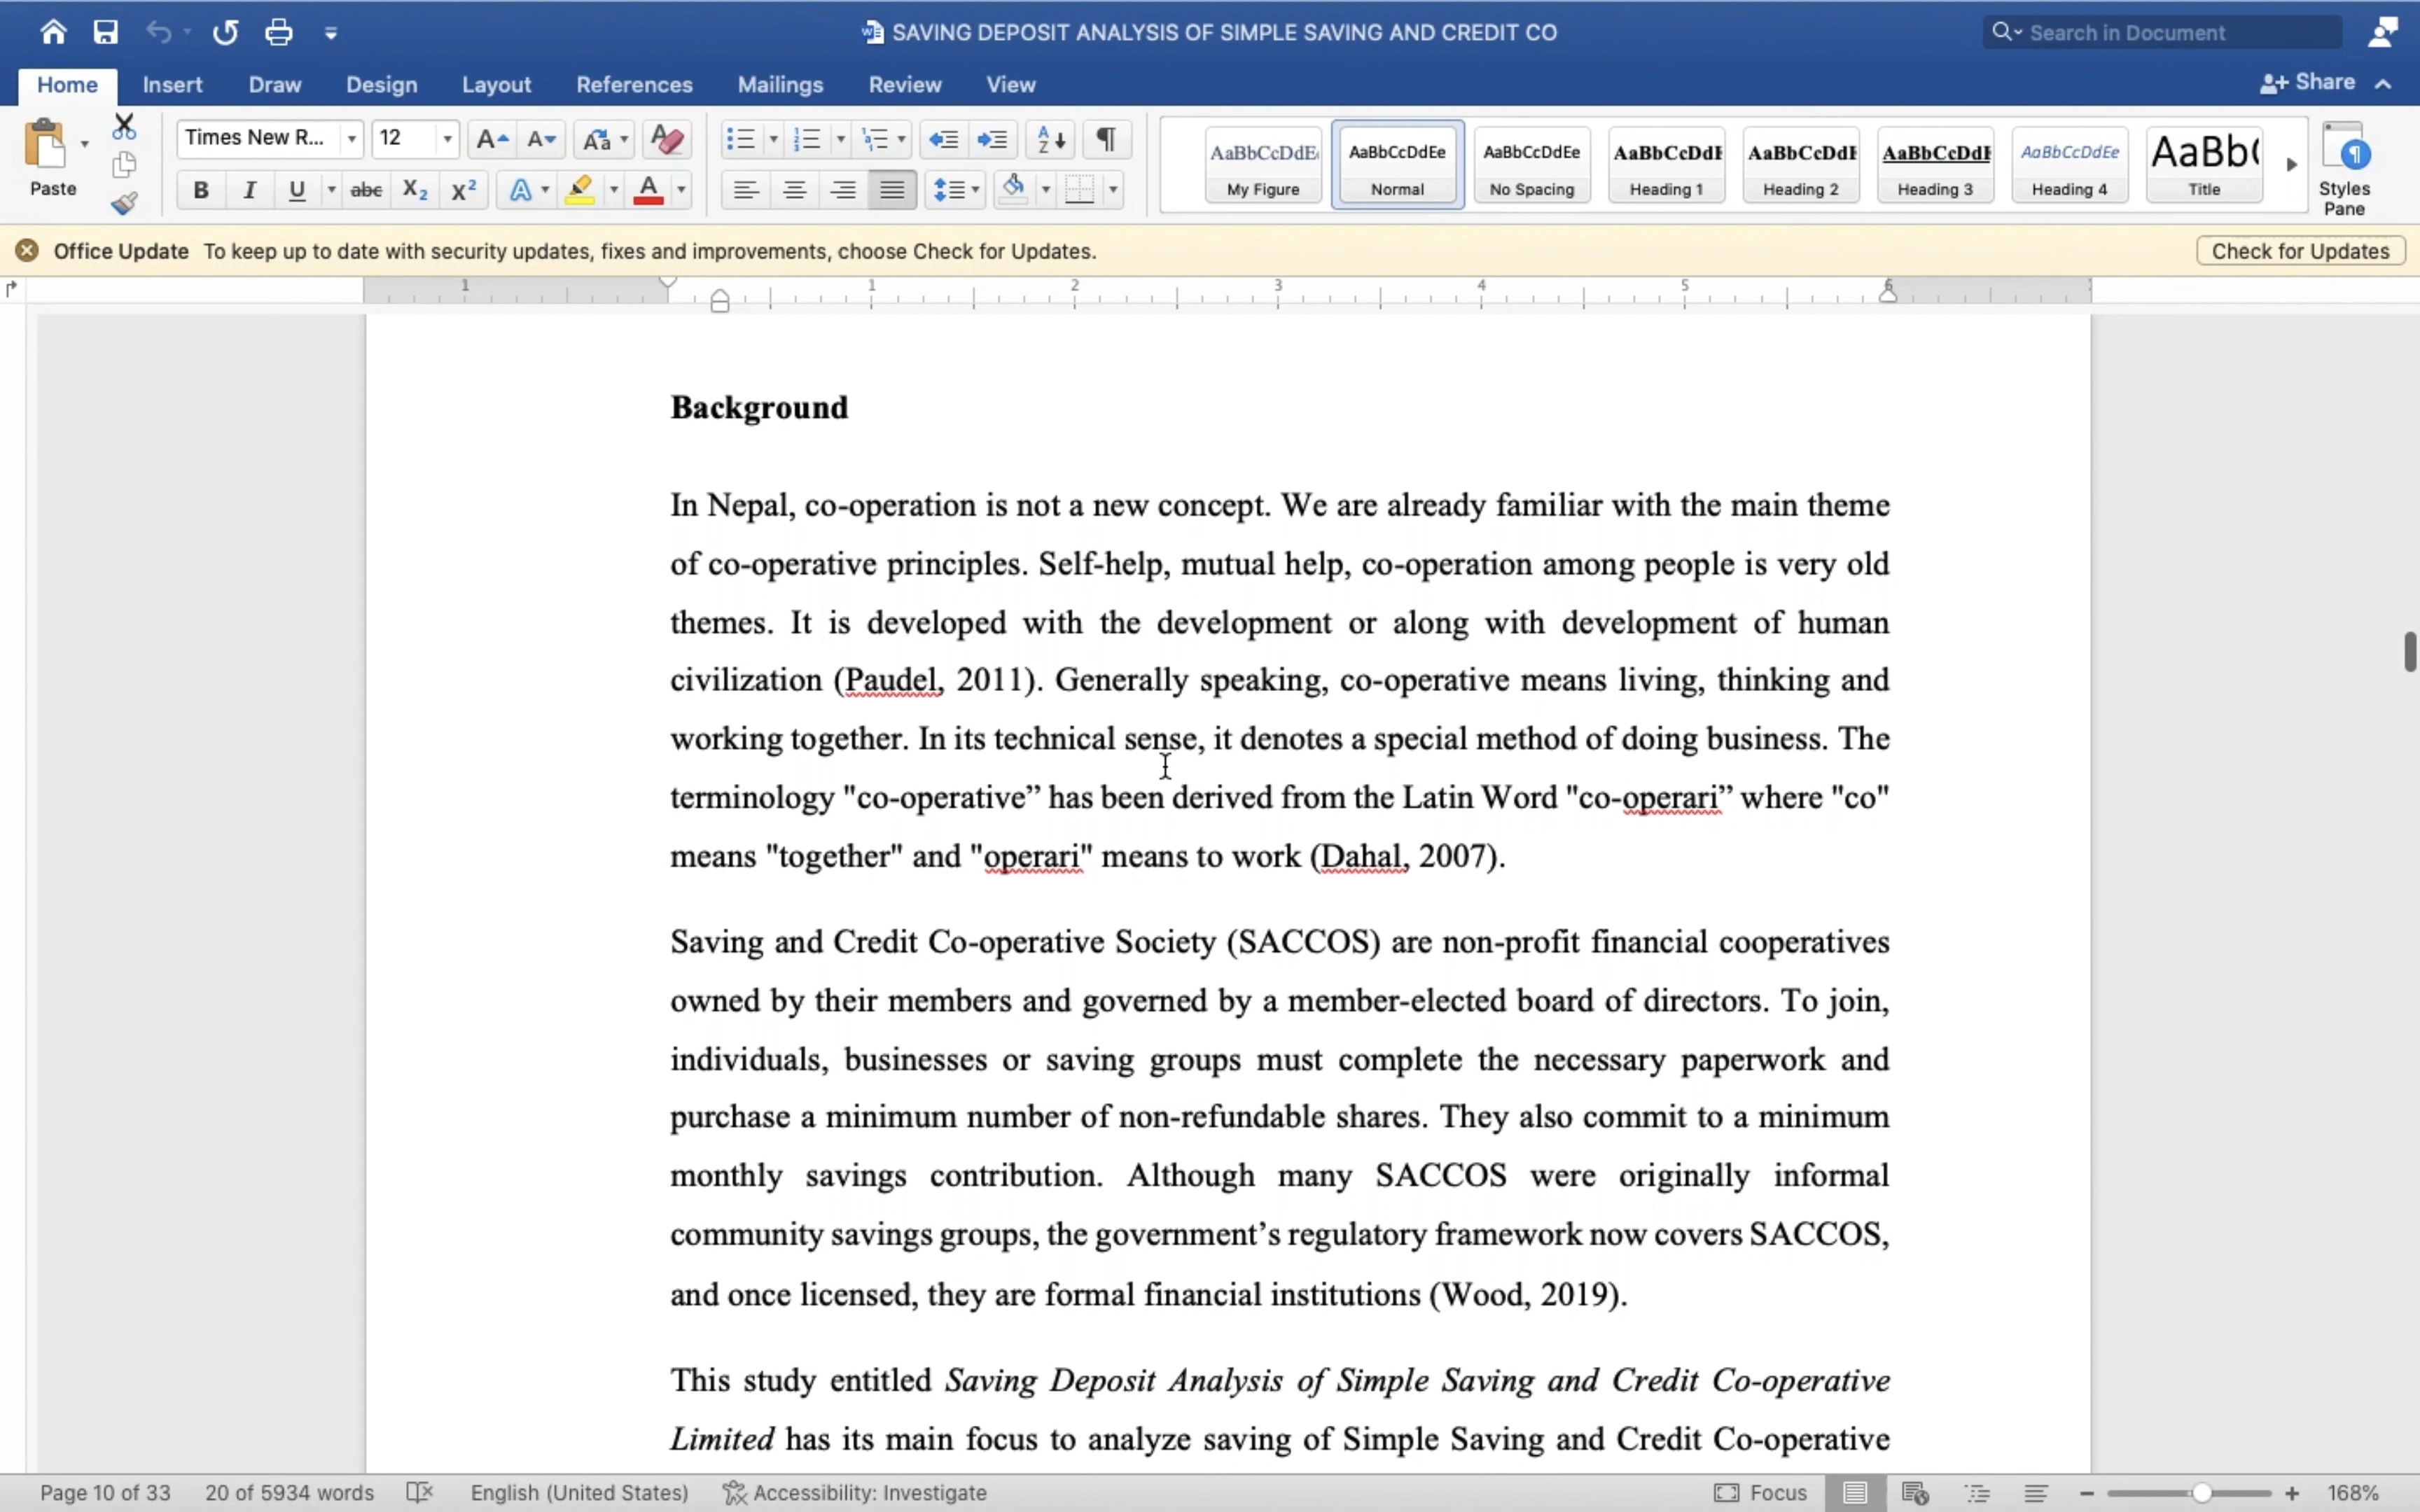 SAVING DEPOSIT ANALYSIS OF SIMPLE SAVING AND CREDIT CO
Search in Document
Home Insert Draw Design Layout References Mailings Review View
Share
Paste
Times New R... 12
AaBbCcDdEe AaBbCcDdEe AaBbCcDdEe AaBbCcDdE AaBbCcDdE AaBbCcDdE AaBbCcDdEe AaBb(
My Figure Normal No Spacing Heading 1 Heading 2 Heading 3 Heading 4 Title
Styles
Pane
Office Update To keep up to date with security updates, fixes and improvements, choose Check for Updates.
Check for Updates
1 1 2 3 4 5 6
Background
In Nepal, co-operation is not a new concept. We are already familiar with the main theme
of co-operative principles. Self-help, mutual help, co-operation among people is very old
themes. It is developed with the development or along with development of human
civilization (Paudel, 2011). Generally speaking, co-operative means living, thinking and
working together. In its technical sense, it denotes a special method of doing business. The
terminology "co-operative” has been derived from the Latin Word "co-operari” where "co"
means "together" and "operari" means to work (Dahal, 2007).
Saving and Credit Co-operative Society (SACCOS) are non-profit financial cooperatives
owned by their members and governed by a member-elected board of directors. To join,
individuals, businesses or saving groups must complete the necessary paperwork and
purchase a minimum number of non-refundable shares. They also commit to a minimum
monthly savings contribution. Although many SACCOS were originally informal
community savings groups, the government’s regulatory framework now covers SACCOS,
and once licensed, they are formal financial institutions (Wood, 2019).
This study entitled Saving Deposit Analysis of Simple Saving and Credit Co-operative
Limited has its main focus to analyze saving of Simple Saving and Credit Co-operative
Page 10 of 33 20 of 5934 words English (United States) Accessibility: Investigate
Focus 168%